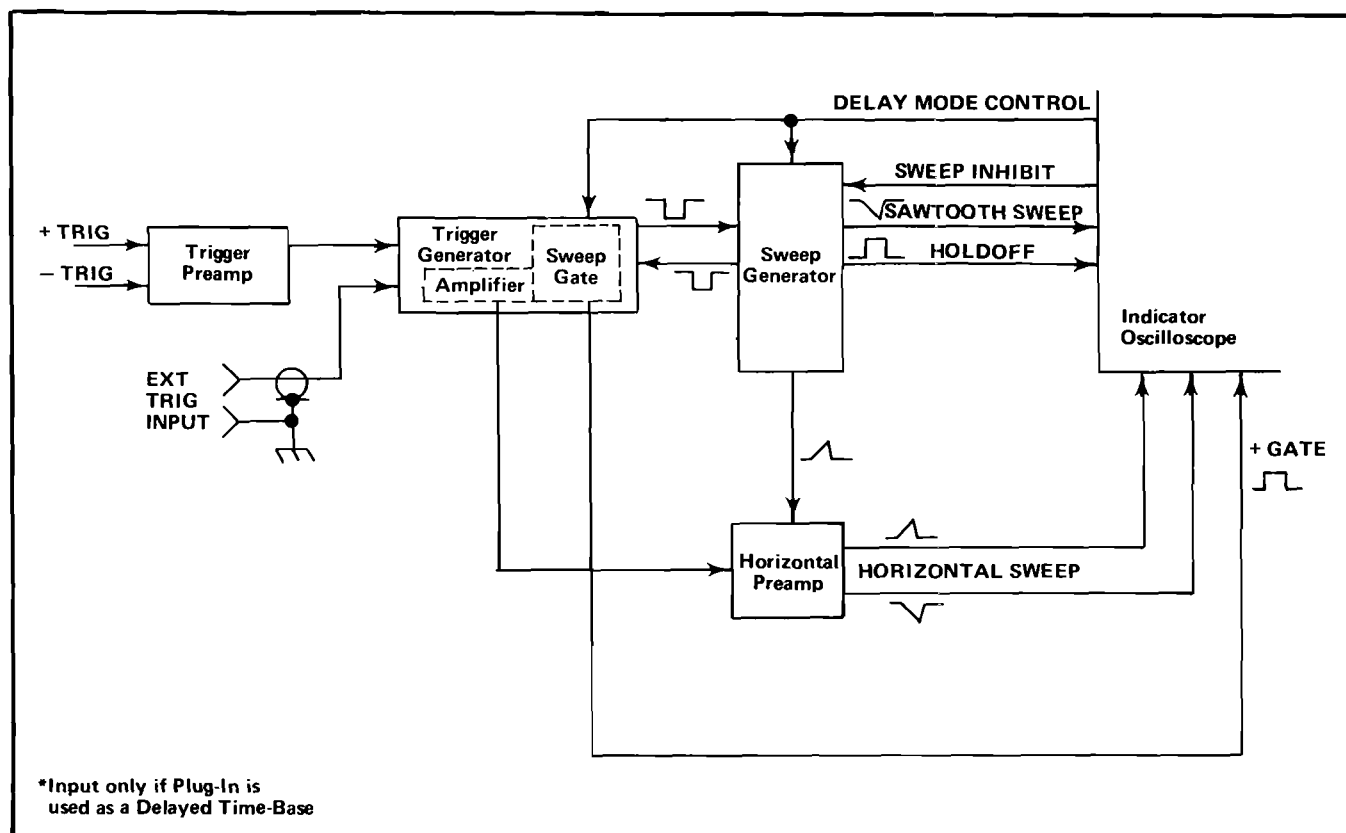 DELAY MODE CONTROL
SWEEP INHIBIT
SAWTOOTH SWEEP
HOLDOFF
+ TRIG
− TRIG
Trigger
Preamp
Trigger
Generator
Amplifier
Sweep
Gate
Sweep
Generator
Indicator
Oscilloscope
EXT
TRIG
INPUT
+ GATE
Horizontal
Preamp
HORIZONTAL SWEEP
*Input only if Plug-In is
used as a Delayed Time-Base